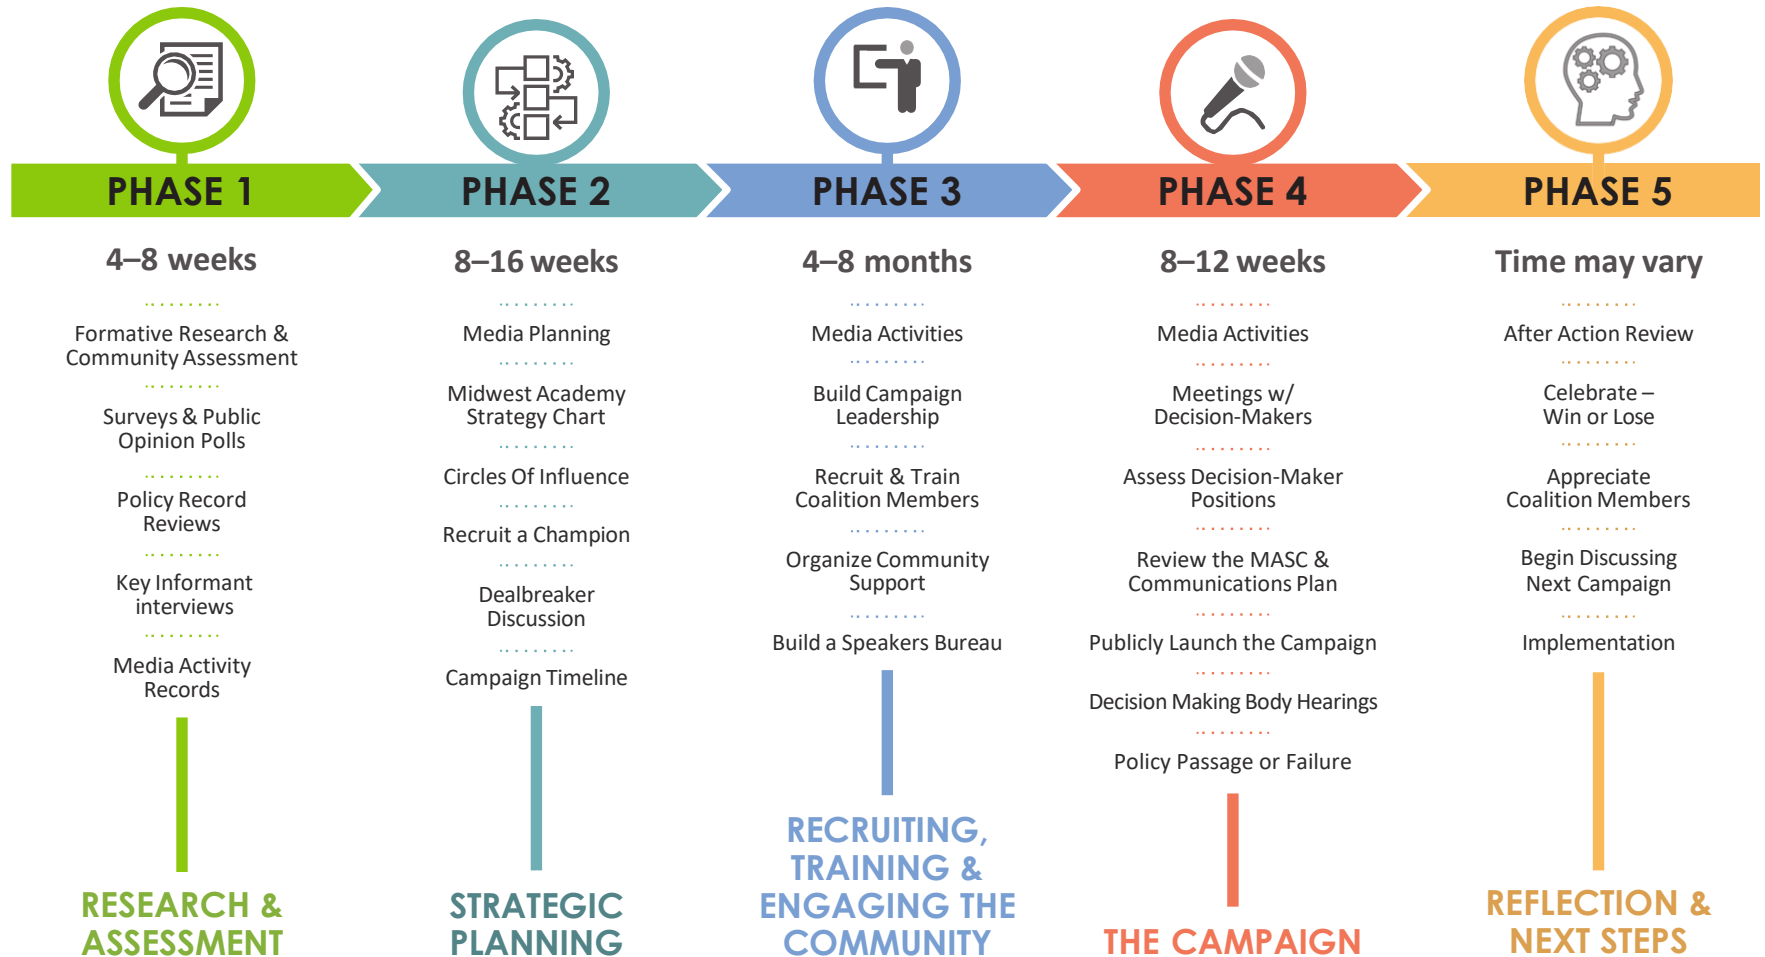 PHASE 1
PHASE 2
PHASE 3
PHASE 4
PHASE 5
4–8 weeks
Formative Research &
Community Assessment
Surveys & Public
Opinion Polls
Policy Record
Reviews
Key Informant
interviews
Media Activity
Records
RESEARCH &
ASSESSMENT
8–16 weeks
Media Planning
Midwest Academy
Strategy Chart
Circles Of Influence
Recruit a Champion
Dealbreaker
Discussion
Campaign Timeline
STRATEGIC
PLANNING
4–8 months
Media Activities
Build Campaign
Leadership
Recruit & Train
Coalition Members
Organize Community
Support
Build a Speakers Bureau
RECRUITING,
TRAINING &
ENGAGING THE
COMMUNITY
8–12 weeks
Media Activities
Meetings w/
Decision-Makers
Assess Decision-Maker
Positions
Review the MASC &
Communications Plan
Publicly Launch the Campaign
Decision Making Body Hearings
Policy Passage or Failure
THE CAMPAIGN
Time may vary
After Action Review
Celebrate –
Win or Lose
Appreciate
Coalition Members
Begin Discussing
Next Campaign
Implementation
REFLECTION &
NEXT STEPS